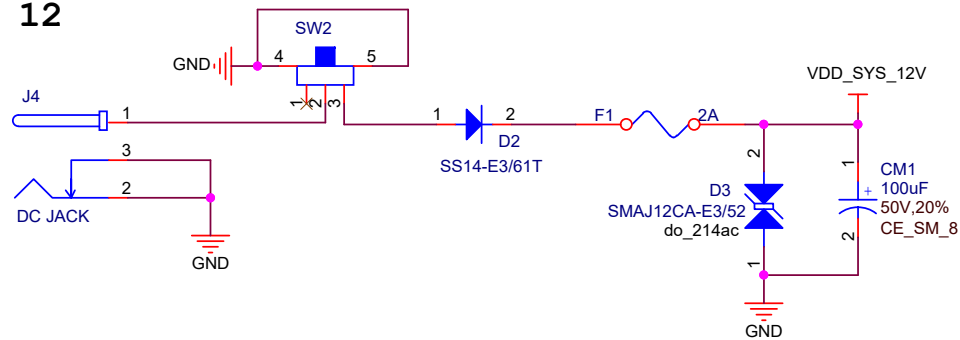 12
SW2
GND
4
5
1
2
3
J4
1
3
2
DC JACK
GND
1
2
D2
SS14-E3/61T
F1
2A
VDD_SYS_12V
2
D3
SMAJ12CA-E3/52
do_214ac
1
1
+
CM1
100uF
50V,20%
CE_SM_8
2
GND